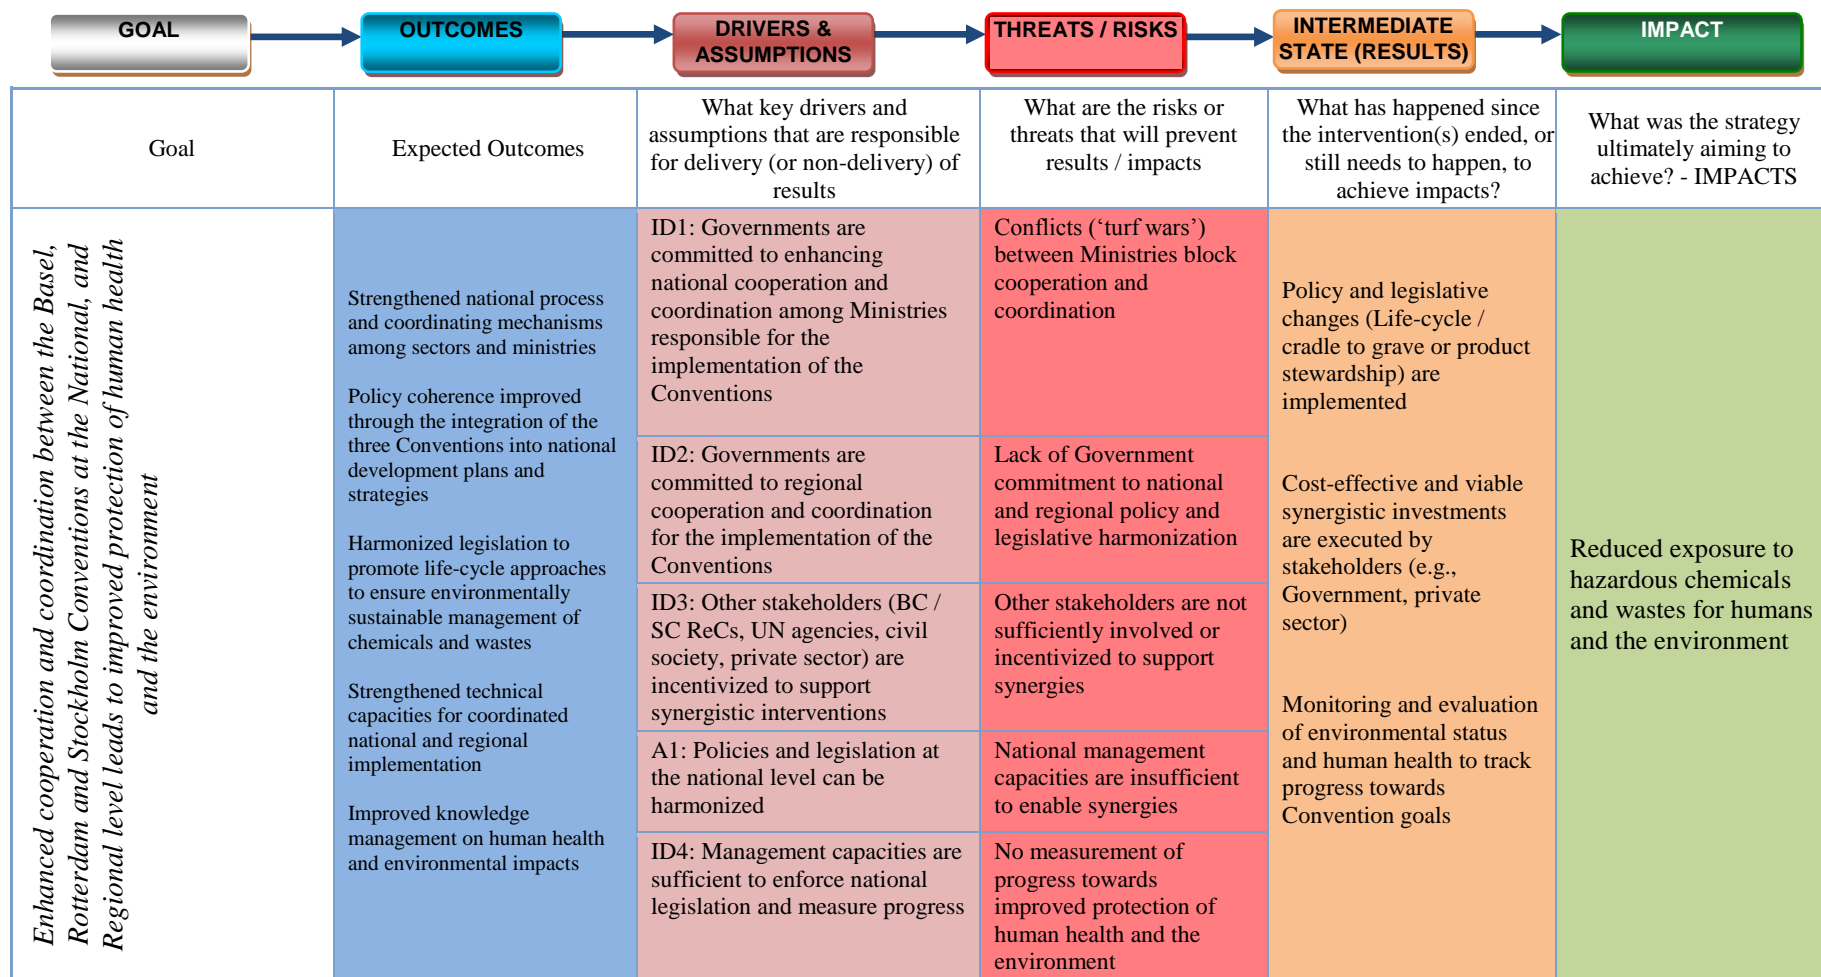 GOAL
OUTCOMES
DRIVERS &
ASSUMPTIONS
THREATS / RISKS
INTERMEDIATE
STATE (RESULTS)
IMPACT
Goal
Expected Outcomes
What key drivers and
assumptions that are responsible
for delivery (or non-delivery) of
results
What are the risks or
threats that will prevent
results / impacts
What has happened since
the intervention(s) ended, or
still needs to happen, to
achieve impacts?
What was the strategy
ultimately aiming to
achieve? - IMPACTS
Enhanced cooperation and coordination between the Basel,
Rotterdam and Stockholm Conventions at the National, and
Regional level leads to improved protection of human health
and the environment
Strengthened national process
and coordinating mechanisms
among sectors and ministries
Policy coherence improved
through the integration of the
three Conventions into national
development plans and
strategies
Harmonized legislation to
promote life-cycle approaches
to ensure environmentally
sustainable management of
chemicals and wastes
Strengthened technical
capacities for coordinated
national and regional
implementation
Improved knowledge
management on human health
and environmental impacts
ID1: Governments are
committed to enhancing
national cooperation and
coordination among Ministries
responsible for the
implementation of the
Conventions
ID2: Governments are
committed to regional
cooperation and coordination
for the implementation of the
Conventions
ID3: Other stakeholders (BC /
SC ReCs, UN agencies, civil
society, private sector) are
incentivized to support
synergistic interventions
A1: Policies and legislation at
the national level can be
harmonized
ID4: Management capacities are
sufficient to enforce national
legislation and measure progress
Conflicts (‘turf wars’)
between Ministries block
cooperation and
coordination
Lack of Government
commitment to national
and regional policy and
legislative harmonization
Other stakeholders are not
sufficiently involved or
incentivized to support
synergies
National management
capacities are insufficient
to enable synergies
No measurement of
progress towards
improved protection of
human health and the
environment
Policy and legislative
changes (Life-cycle /
cradle to grave or product
stewardship) are
implemented
Cost-effective and viable
synergistic investments
are executed by
stakeholders (e.g.,
Government, private
sector)
Monitoring and evaluation
of environmental status
and human health to track
progress towards
Convention goals
Reduced exposure to
hazardous chemicals
and wastes for humans
and the environment